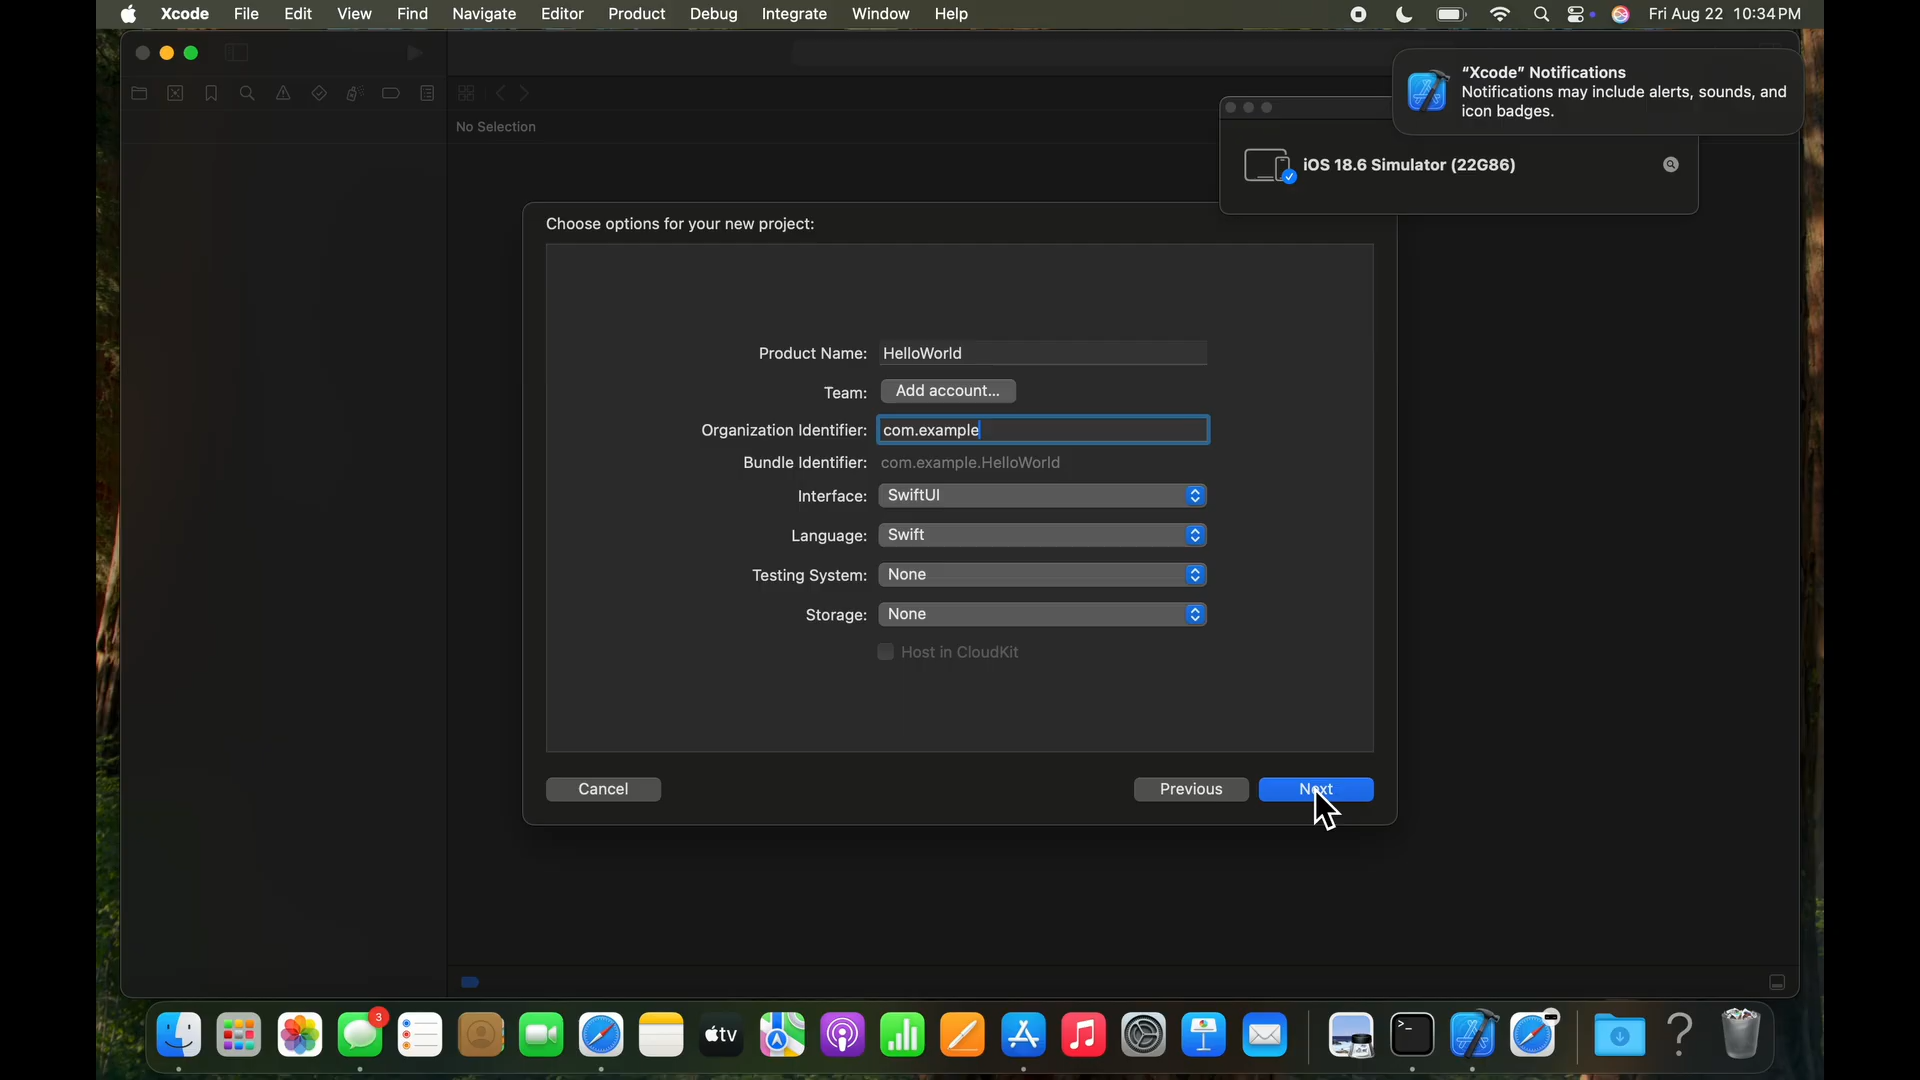 Xcode File Edit View Find Navigate Editor Product Debug Integrate Window Help Fri Aug 22 10:34 PM
"Xcode" Notifications
Notifications may include alerts, sounds, and
icon badges.
No Selection
iOS 18.6 Simulator (22G86)
Choose options for your new project:
Product Name: HelloWorld
Team: Add account...
Organization Identifier: com.example
Bundle Identifier: com.example.HelloWorld
Interface: SwiftUI
Language: Swift
Testing System: None
Storage: None
Host in CloudKit
Cancel Previous Next
3
tv